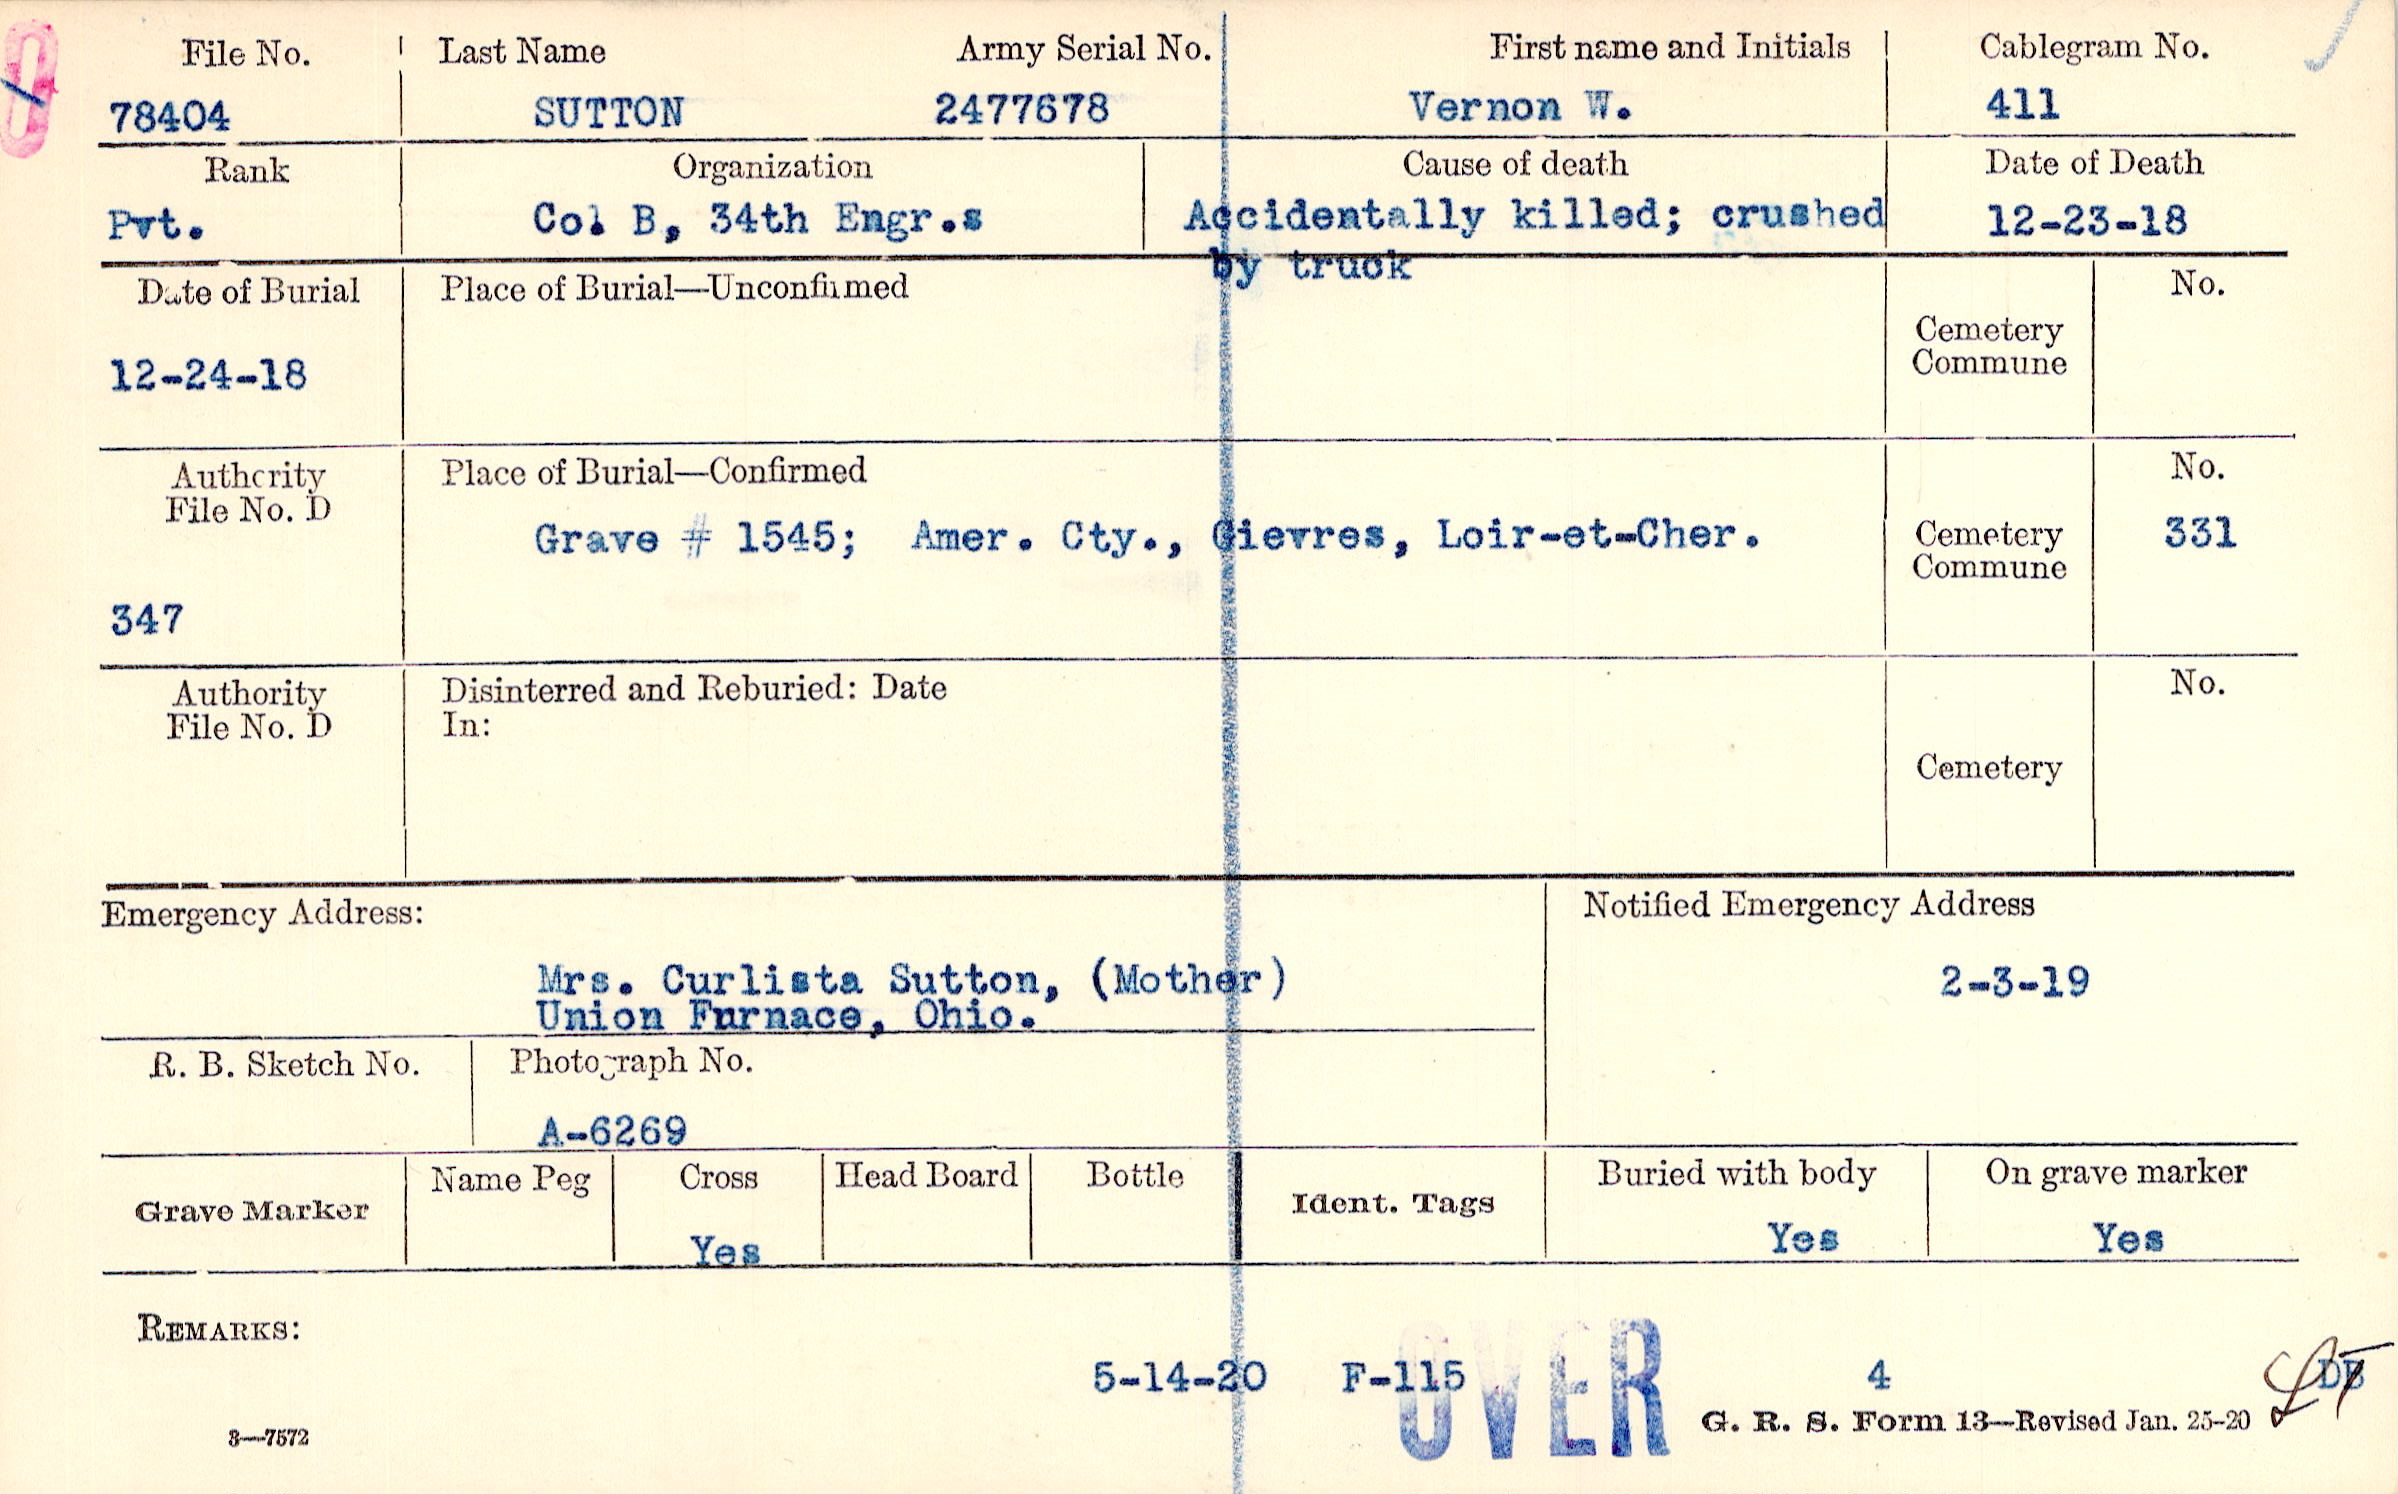 File No. Last Name Army Serial No. First name and Initials Cablegram No.
78404 SUTTON 2477678 Vernon W. 411
Rank Organization Cause of death Date of Death
Pvt. Col B, 34th Engr.s Accidentally killed; crushed 12-23-18
by truck
Date of Burial Place of Burial—Unconfirmed No.
Cemetery
Commune
12-24-18
Authority Place of Burial—Confirmed No.
File No. D
Grave # 1545; Amer. Cty., Gievres, Loir-et-Cher. Cemetery 331
Commune
347
Authority Disinterred and Reburied: Date No.
File No. D In:
Cemetery
Emergency Address: Notified Emergency Address
Mrs. Curlista Sutton, (Mother) 2-3-19
Union Furnace, Ohio.
R. B. Sketch No. Photograph No.
A-6269
Grave Marker Name Peg Cross Head Board Bottle Ident. Tags Buried with body On grave marker
Yes Yes Yes
REMARKS:
5-14-20 F-115 OVER 4 DB
G. R. S. Form 13—Revised Jan. 25-20
3—7572